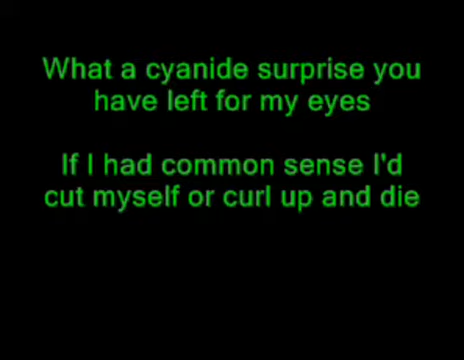 What a cyanide surprise you
have left for my eyes
If I had common sense I'd
cut myself or curl up and die